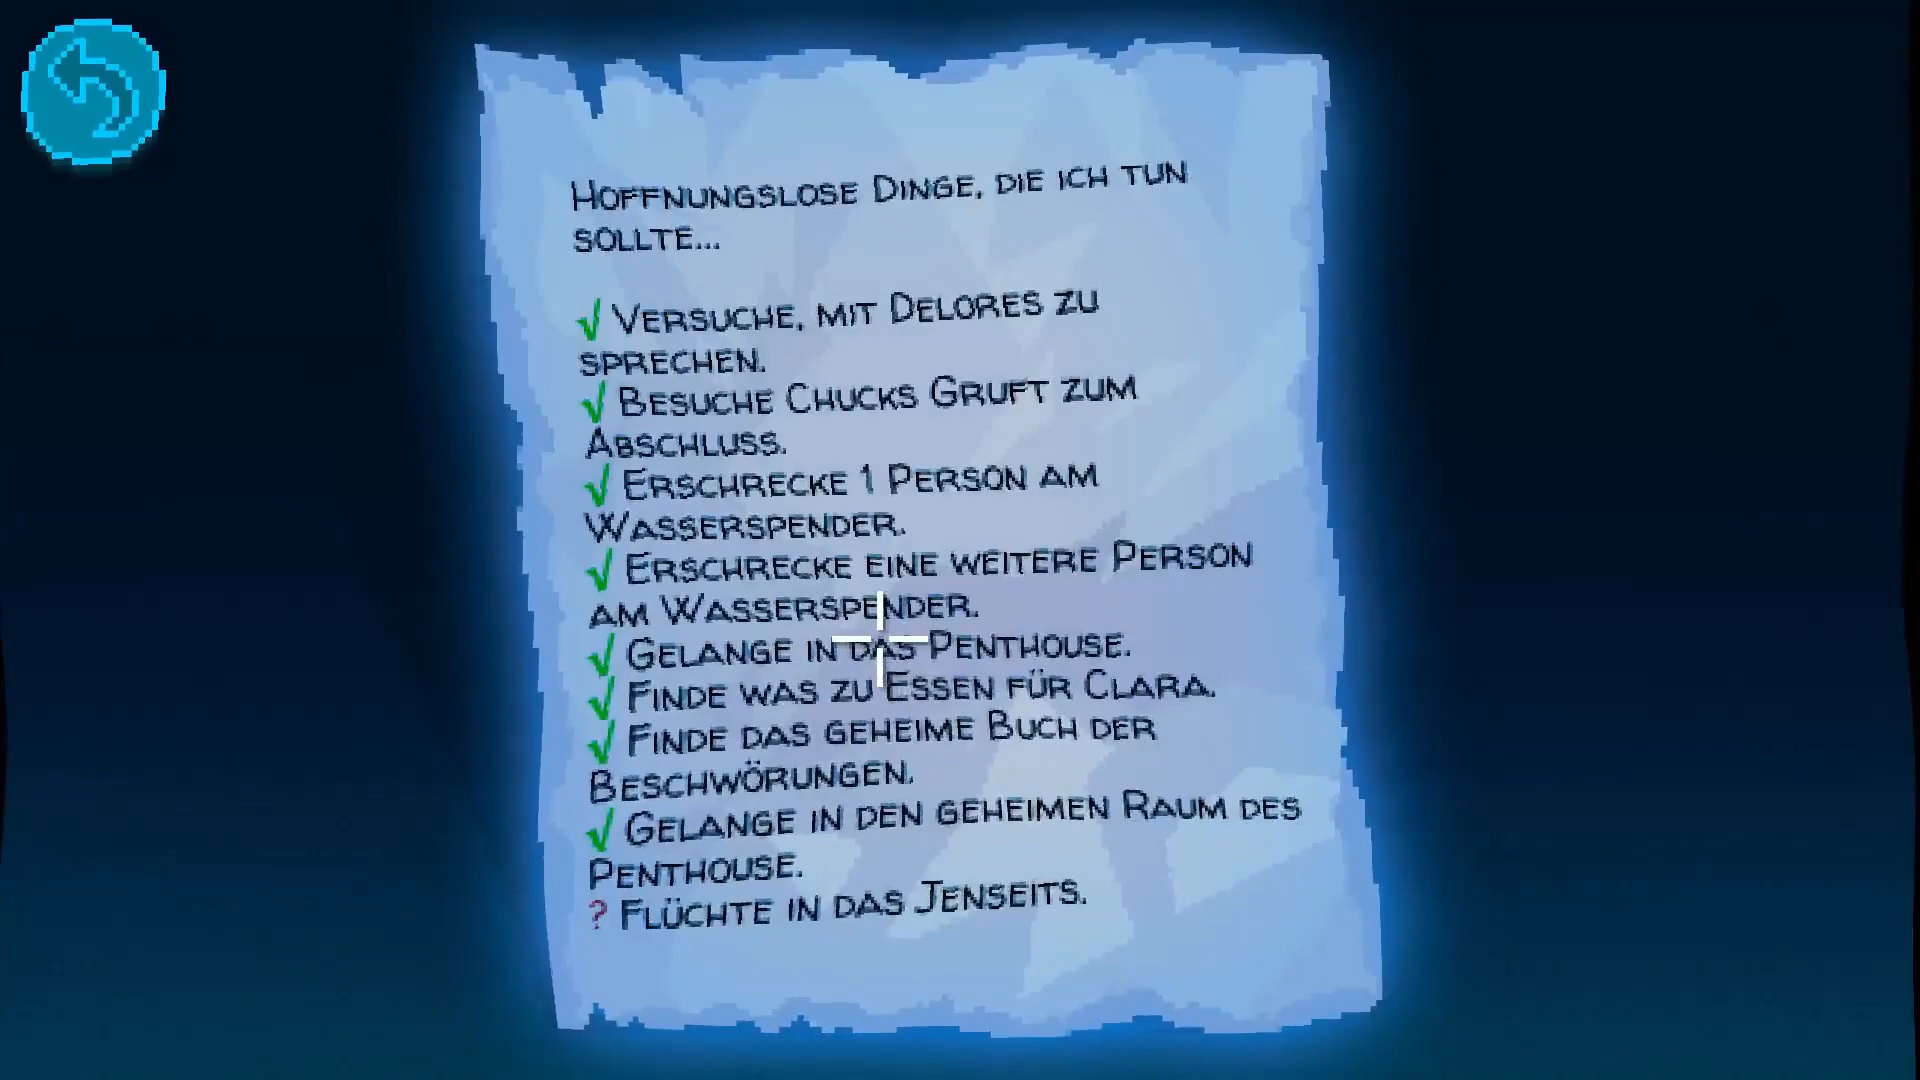 Hoffnungslose Dinge, die ich tun
sollte...
√ Versuche, mit Delores zu
sprechen.
√ Besuche Chucks Gruft zum
Abschluss.
√ Erschrecke 1 Person am
Wasserspender.
√ Erschrecke eine weitere Person
am Wasserspender.
√ Gelange in das Penthouse.
√ Finde was zu Essen für Clara.
√ Finde das geheime Buch der
Beschwörungen.
√ Gelange in den geheimen Raum des
Penthouse.
? Flüchte in das Jenseits.